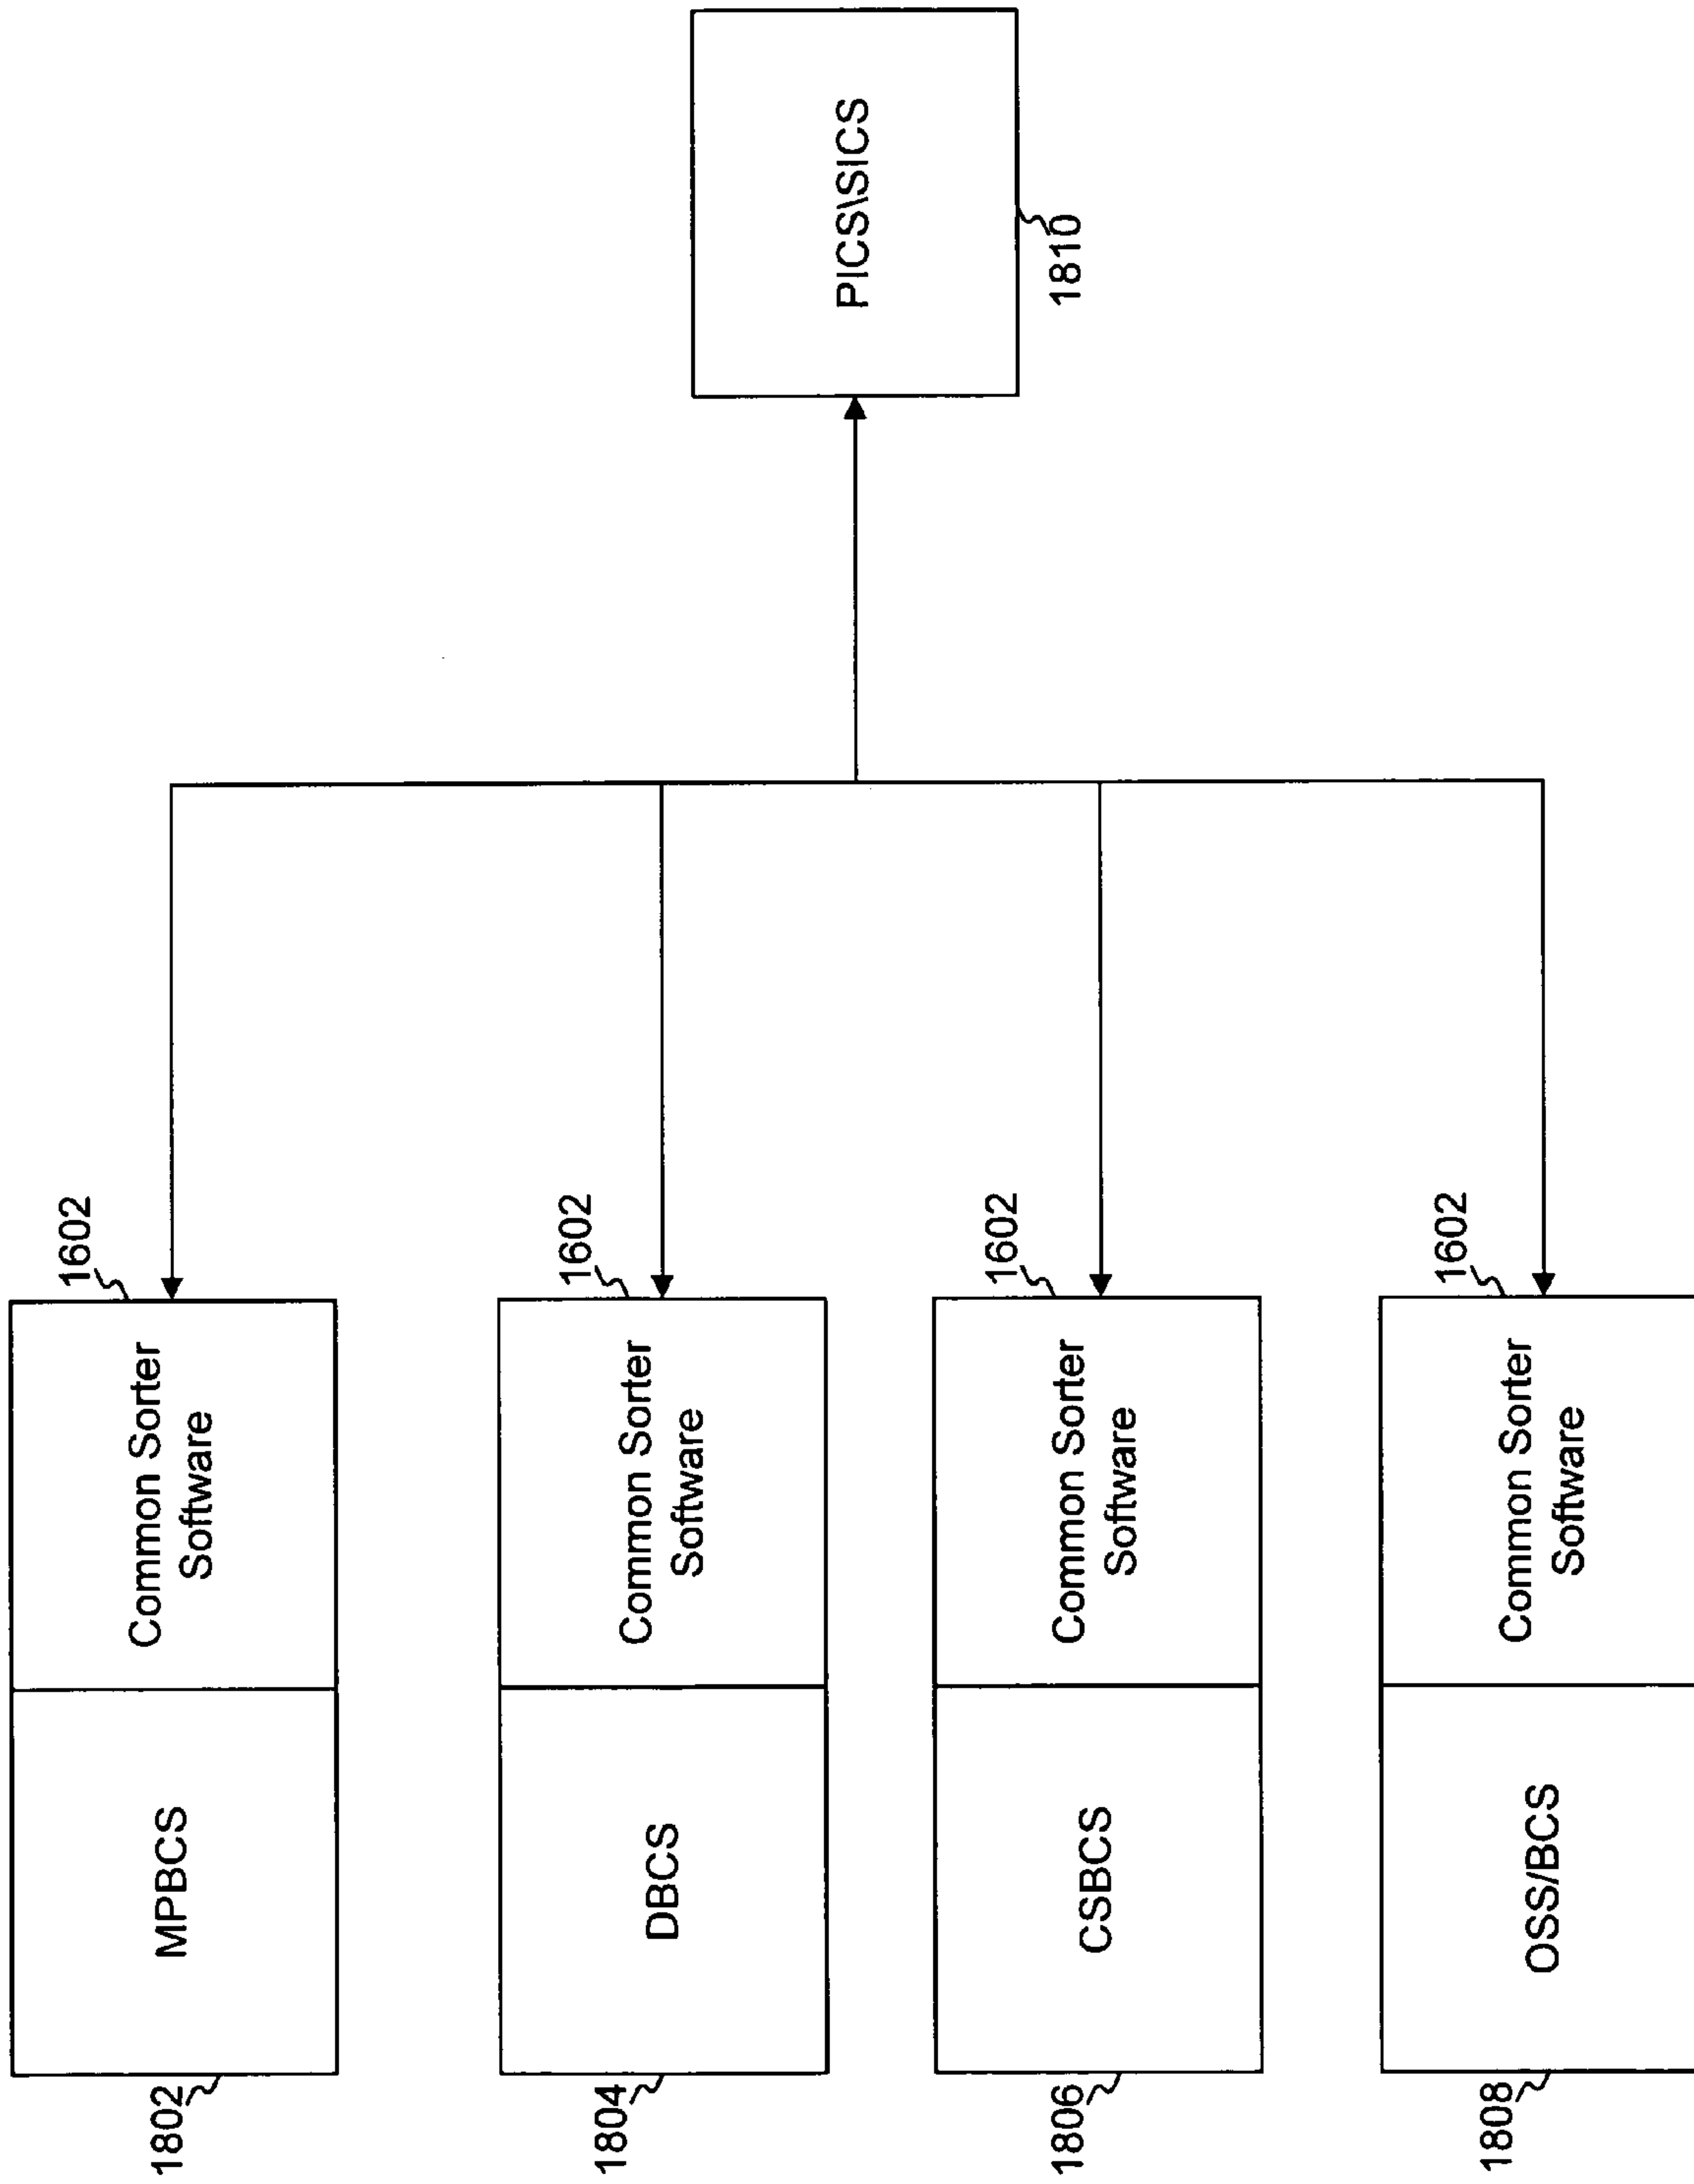 1802
MPBCS
Common Sorter
Software
1602
1804
DBCS
Common Sorter
Software
1602
1806
CSBCS
Common Sorter
Software
1602
1808
OSS/BCS
Common Sorter
Software
1602
PICS\SICS
1810